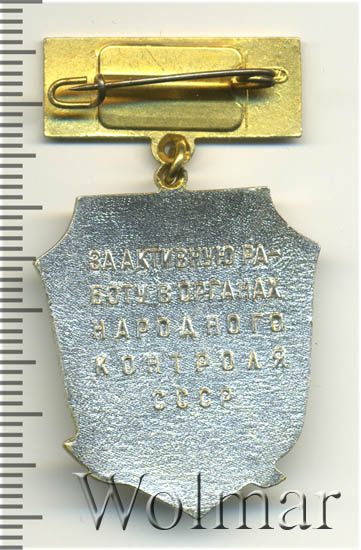 ЗА АКТИВНУЮ РА-
БОТУ В ОРГАНАХ
НАРОДНОГО
КОНТРОЛЯ
СССР
Wolmar